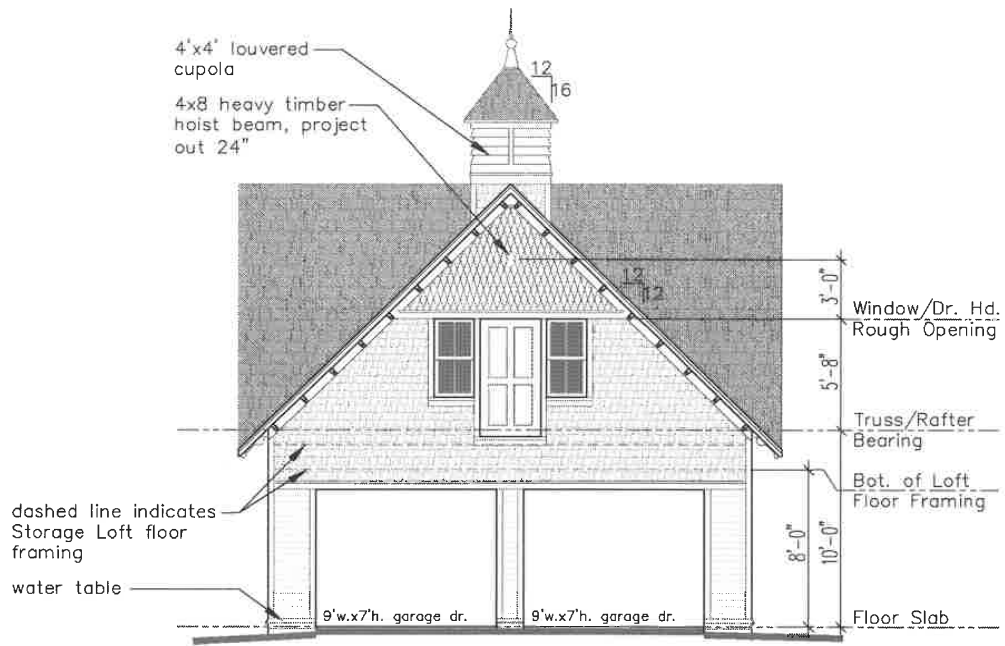 4'x4' louvered
cupola
12
16
4x8 heavy timber
hoist beam, project
out 24"
12
12
3'-0"
Window/Dr. Hd.
Rough Opening
5'-8"
Truss/Rafter
Bearing
Bot. of Loft
Floor Framing
8'-0"
10'-0"
dashed line indicates
Storage Loft floor
framing
water table
9'w.x7'h. garage dr.
9'w.x7'h. garage dr.
Floor Slab